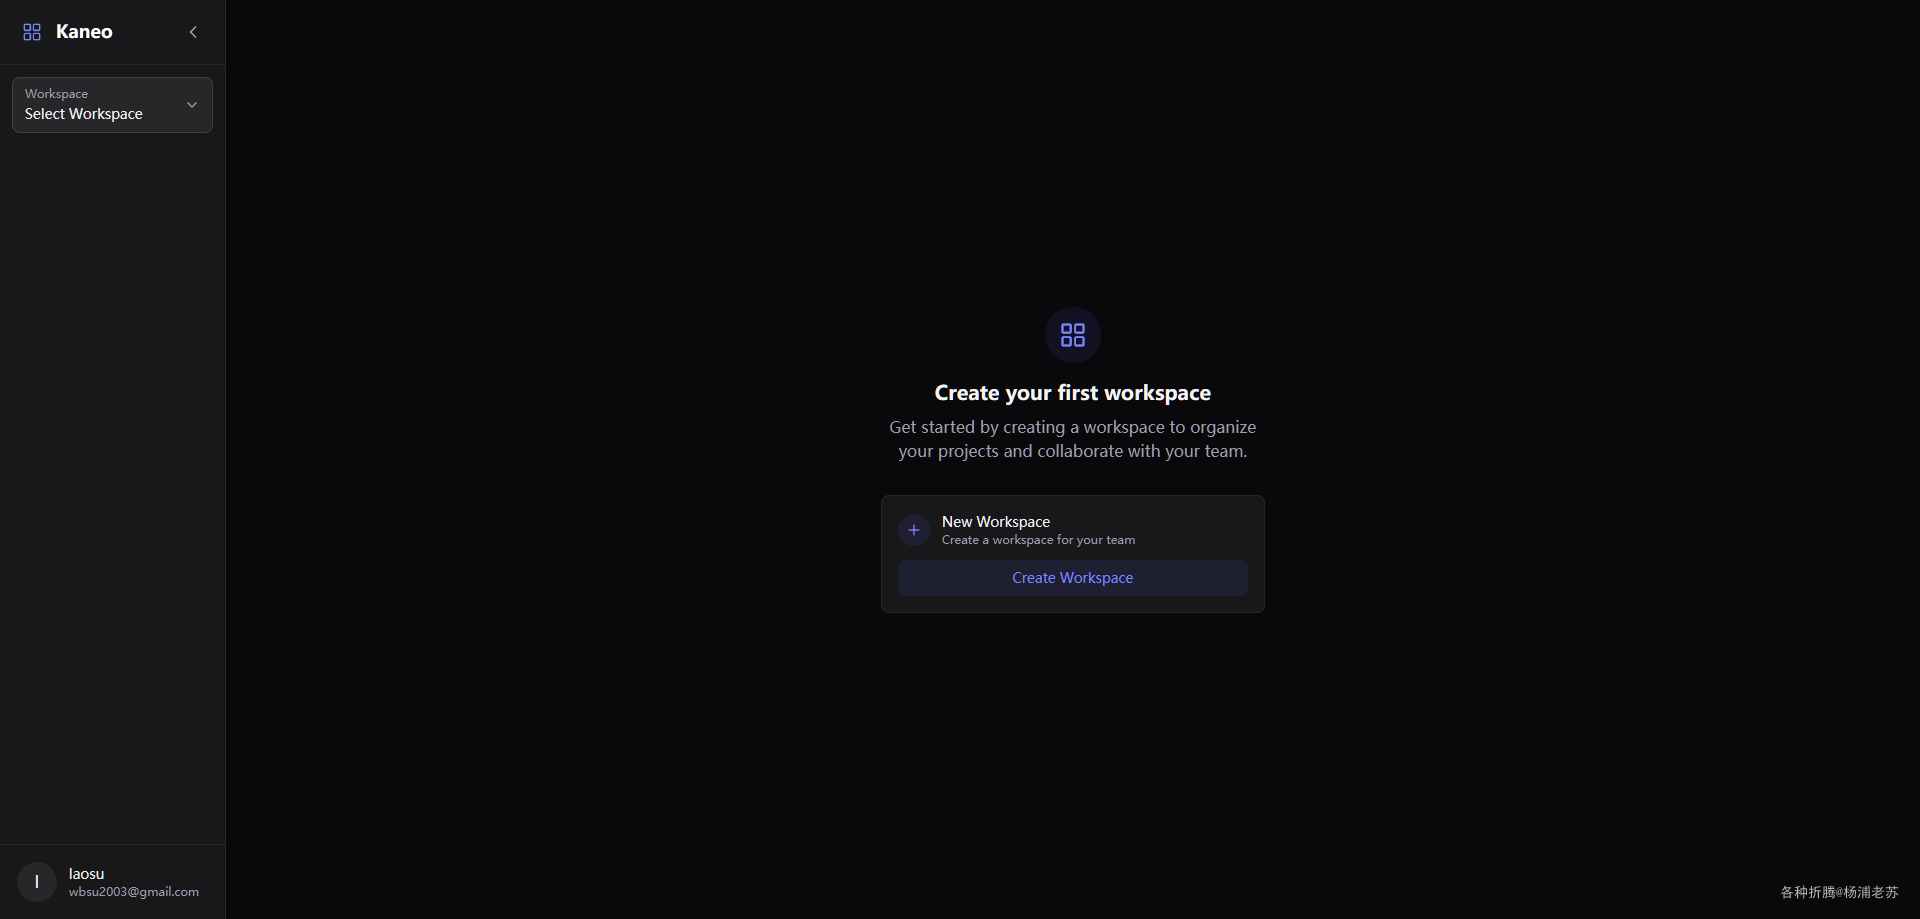 Kaneo
Workspace
Select Workspace
Create your first workspace
Get started by creating a workspace to organize
your projects and collaborate with your team.
New Workspace
Create a workspace for your team
Create Workspace
l
laosu
wbsu2003@gmail.com
各种折腾@杨浦老苏